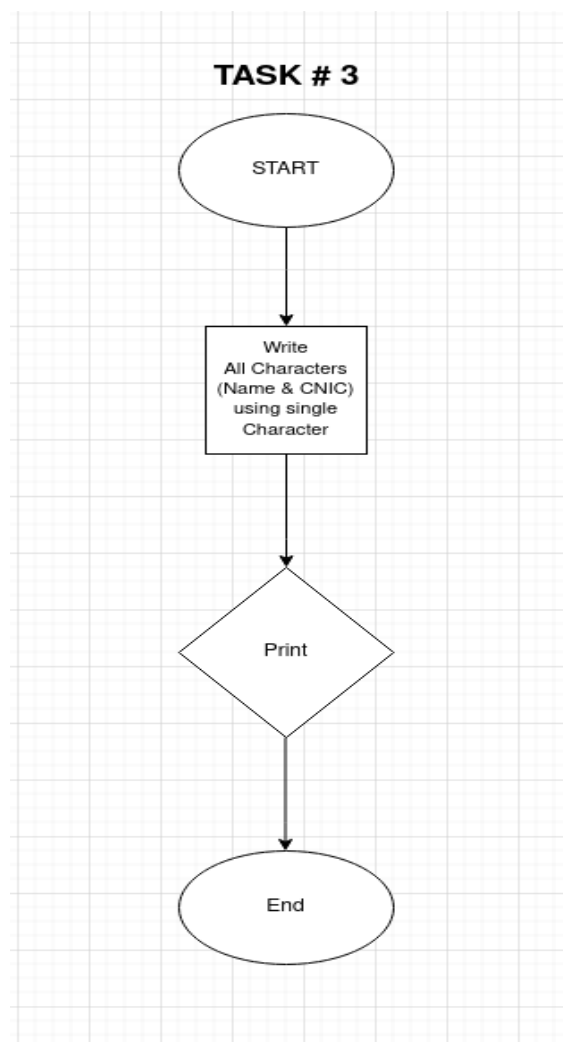 TASK # 3
START
Write
All Characters
(Name & CNIC)
using single
Character
Print
End